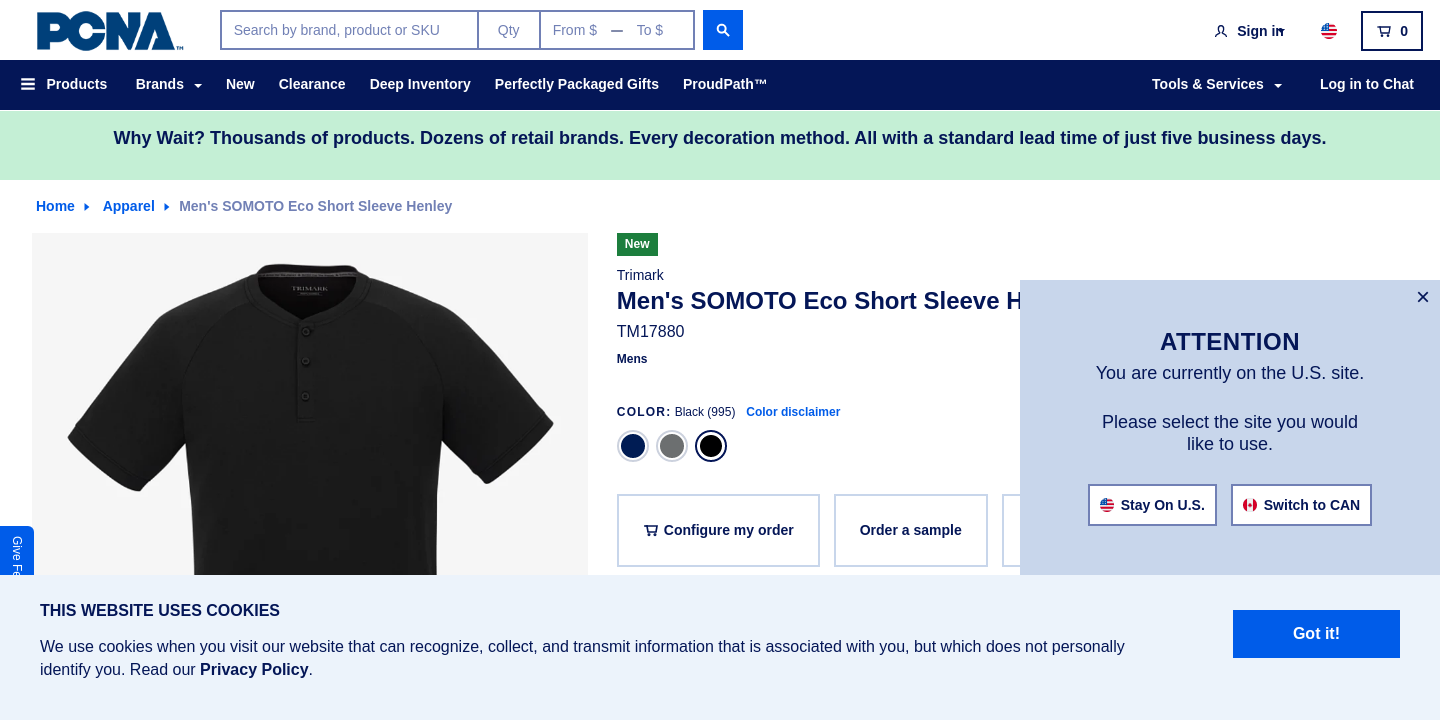 PCNA™
Search by brand, product or SKU
Qty
From $ — To $
Sign in
0
Products
Brands
New
Clearance
Deep Inventory
Perfectly Packaged Gifts
ProudPath™
Tools & Services
Log in to Chat
Why Wait? Thousands of products. Dozens of retail brands. Every decoration method. All with a standard lead time of just five business days.
Home
Apparel
Men's SOMOTO Eco Short Sleeve Henley
TRIMARK
New
Trimark
Men's SOMOTO Eco Short Sleeve H
TM17880
Mens
COLOR: Black (995) Color disclaimer
Configure my order
Order a sample
×
ATTENTION
You are currently on the U.S. site.
Please select the site you would
like to use.
Stay On U.S.
Switch to CAN
Give Fe
THIS WEBSITE USES COOKIES
We use cookies when you visit our website that can recognize, collect, and transmit information that is associated with you, but which does not personally
identify you. Read our Privacy Policy.
Got it!